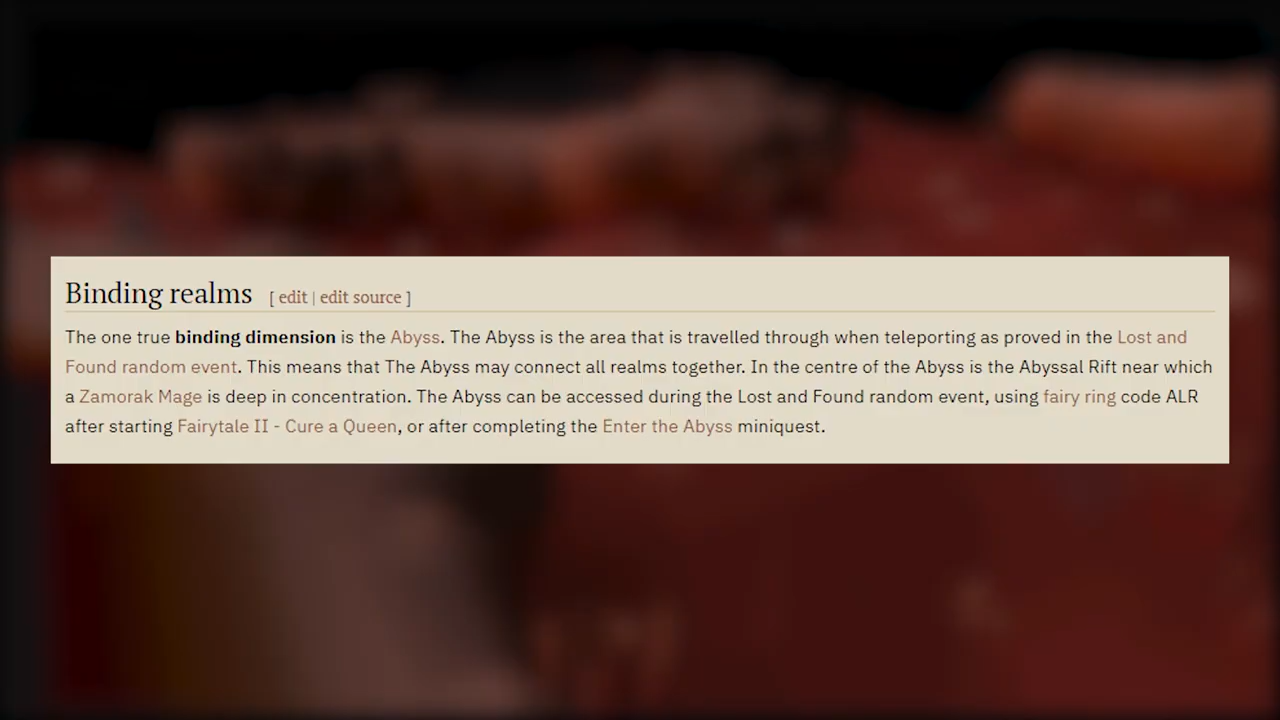 Binding realms [ edit | edit source ]
The one true binding dimension is the Abyss. The Abyss is the area that is travelled through when teleporting as proved in the Lost and
Found random event. This means that The Abyss may connect all realms together. In the centre of the Abyss is the Abyssal Rift near which
a Zamorak Mage is deep in concentration. The Abyss can be accessed during the Lost and Found random event, using fairy ring code ALR
after starting Fairytale II - Cure a Queen, or after completing the Enter the Abyss miniquest.